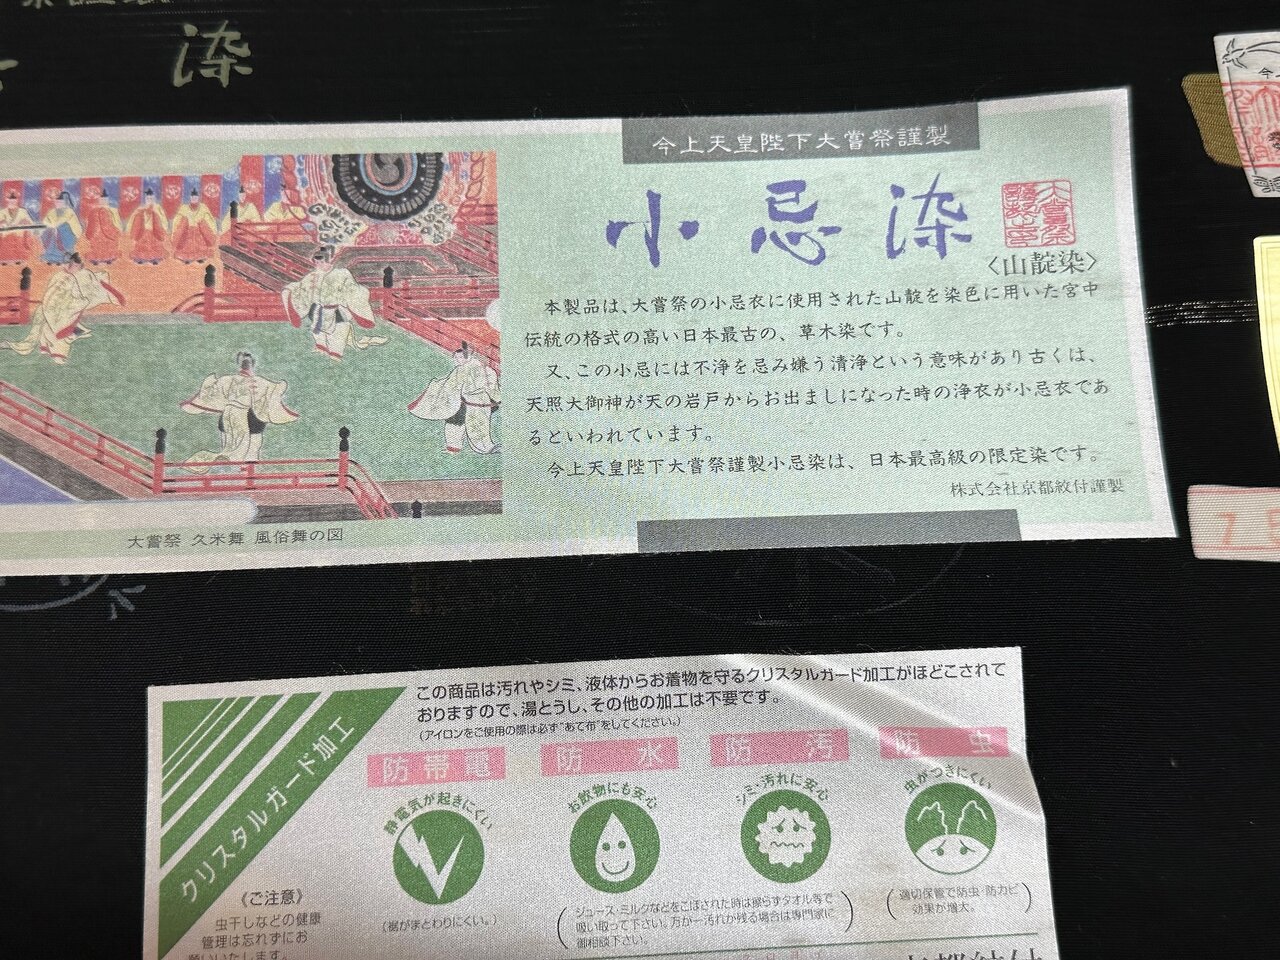 染
今上天皇陛下大嘗祭謹製
小忌染
大嘗祭
〈山靛染〉
本製品は、大嘗祭の小忌衣に使用された山靛を染色に用いた宮中
伝統の格式の高い日本最古の、草木染です。
又、この小忌には不浄を忌み嫌う清浄という意味があり古くは、
天照大御神が天の岩戸からお出ましになった時の浄衣が小忌衣であ
るといわれています。
今上天皇陛下大嘗祭謹製小忌染は、日本最高級の限定染です。
株式会社京都紋付謹製
大嘗祭 久米舞 風俗舞の図
この商品は汚れやシミ、液体からお着物を守るクリスタルガード加工がほどこされて
おりますので、湯とうし、その他の加工は不要です。
(アイロンをご使用の際は必ず"あて布"をしてください。)
クリスタルガード加工
防帯電
防水
防汚
防虫
静電気が起きにくい
お飲物にも安心
シミ・汚れに安心
虫がつきにくい
(裾がまとわりにくい。)
ジュース・ミルクなどをこぼされた時は擦らずタオル等で
吸い取って下さい。万が一汚れが残る場合は専門家に
御相談下さい。
適切保管で防虫・防カビ
効果が増大。
《ご注意》
虫干しなどの健康
管理は忘れずにお
願いいたします。